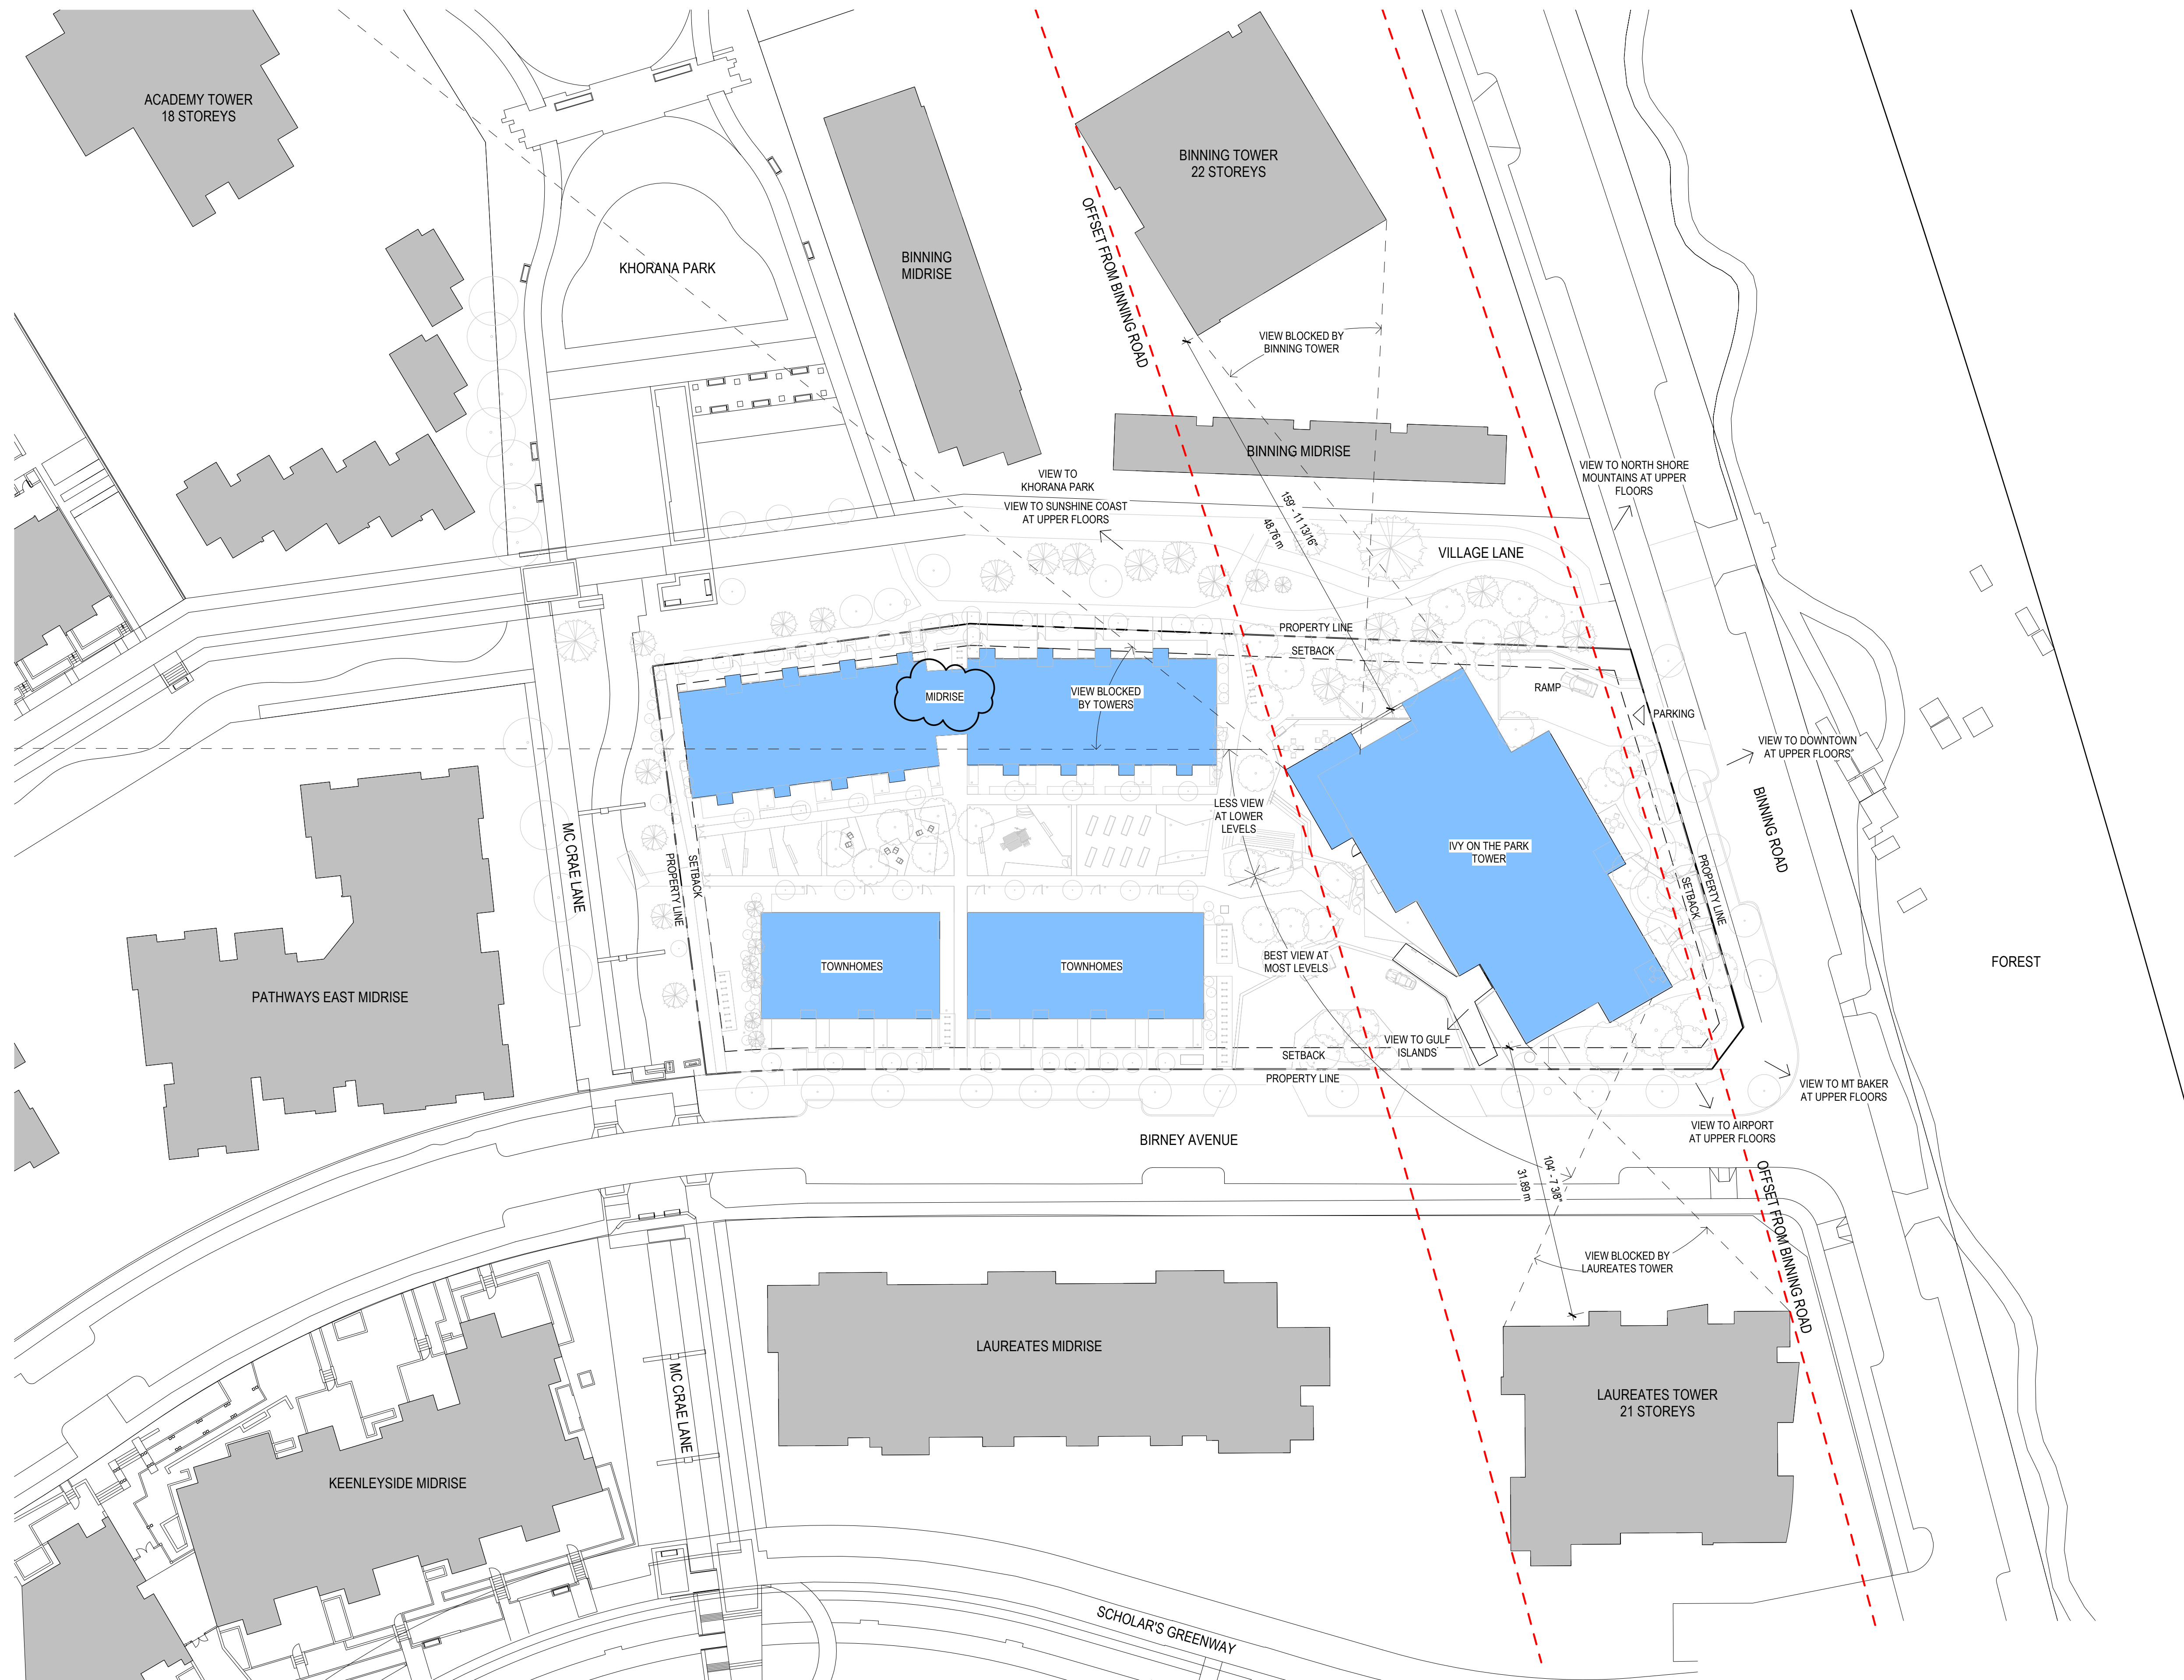 ACADEMY TOWER
18 STOREYS
BINNING TOWER
22 STOREYS
KHORANA PARK
BINNING
MIDRISE
OFFSET FROM BINNING ROAD
VIEW BLOCKED BY
BINNING TOWER
BINNING MIDRISE
VIEW TO
KHORANA PARK
VIEW TO SUNSHINE COAST
AT UPPER FLOORS
VIEW TO NORTH SHORE
MOUNTAINS AT UPPER
FLOORS
159' - 11 13/16"
48.76 m
VILLAGE LANE
PROPERTY LINE
SETBACK
RAMP
PARKING
MIDRISE
VIEW BLOCKED
BY TOWERS
VIEW TO DOWNTOWN
AT UPPER FLOORS
BINNING ROAD
LESS VIEW
AT LOWER
LEVELS
IVY ON THE PARK
TOWER
MC CRAE LANE
PROPERTY LINE
SETBACK
PROPERTY LINE
SETBACK
TOWNHOMES
TOWNHOMES
BEST VIEW AT
MOST LEVELS
FOREST
PATHWAYS EAST MIDRISE
VIEW TO GULF
ISLANDS
SETBACK
PROPERTY LINE
VIEW TO MT BAKER
AT UPPER FLOORS
VIEW TO AIRPORT
AT UPPER FLOORS
BIRNEY AVENUE
104' - 7 3/8"
31.89 m
OFFSET FROM BINNING ROAD
VIEW BLOCKED BY
LAUREATES TOWER
LAUREATES MIDRISE
MC CRAE LANE
LAUREATES TOWER
21 STOREYS
KEENLEYSIDE MIDRISE
SCHOLAR'S GREENWAY